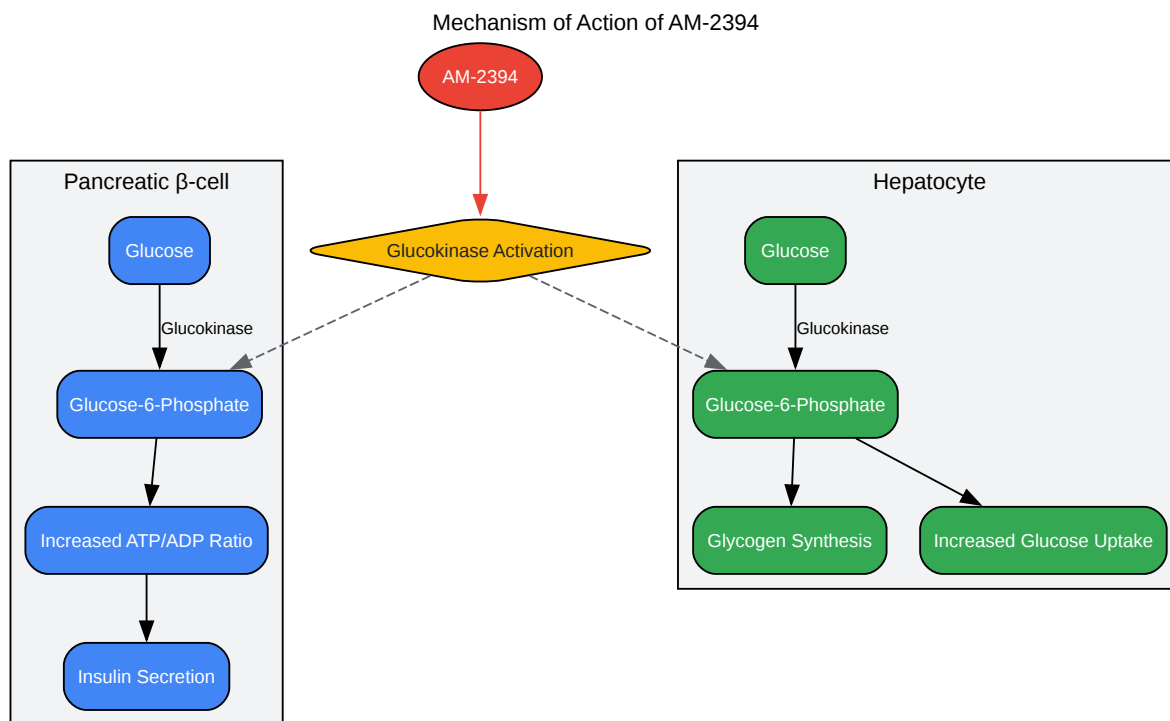 Mechanism of Action of AM-2394
AM-2394
Glucokinase Activation
Pancreatic β-cell
Glucose
Glucokinase
Glucose-6-Phosphate
Increased ATP/ADP Ratio
Insulin Secretion
Hepatocyte
Glucose
Glucokinase
Glucose-6-Phosphate
Glycogen Synthesis
Increased Glucose Uptake